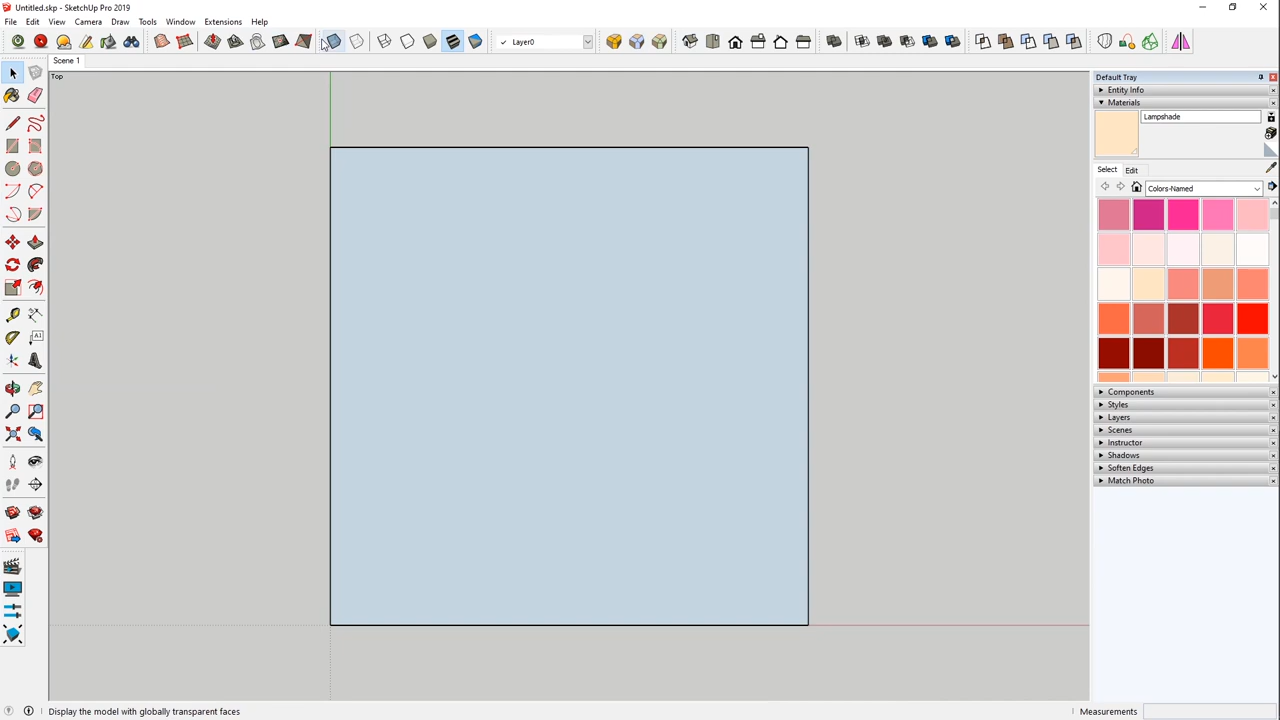 Untitled.skp - SketchUp Pro 2019
File Edit View Camera Draw Tools Window Extensions Help
✓ Layer0
Scene 1
Top
Default Tray
Entity Info
Materials
Lampshade
Select Edit
Colors-Named
Components
Styles
Layers
Scenes
Instructor
Shadows
Soften Edges
Match Photo
Display the model with globally transparent faces
Measurements